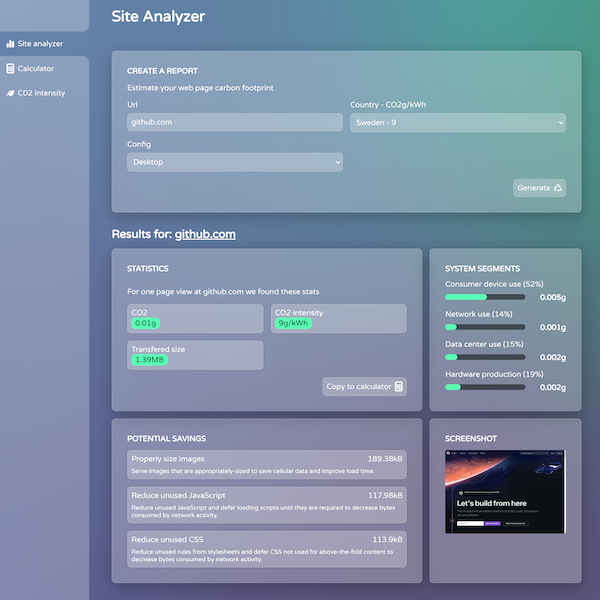 Site Analyzer
Site analyzer
Calculator
C02 Intensity
CREATE A REPORT
Estimate your web page carbon footprint
Url
Country - CO2g/kWh
github.com
Sweden - 9
Config
Desktop
Generate
Results for: github.com
STATISTICS
For one page view at github.com we found these stats
CO2
0.01g
CO2 intensity
9g/kWh
Transfered size
1.39MB
Copy to calculator
SYSTEM SEGMENTS
Consumer device use (52%)
0.005g
Network use (14%)
0.001g
Data center use (15%)
0.002g
Hardware production (19%)
0.002g
POTENTIAL SAVINGS
Properly size images 189.38kB
Serve images that are appropriately-sized to save cellular data and improve load time.
Reduce unused JavaScript 117.98kB
Reduce unused JavaScript and defer loading scripts until they are required to decrease bytes
consumed by network activity.
Reduce unused CSS 113.9kB
Reduce unused rules from stylesheets and defer CSS not used for above-the-fold content to
decrease bytes consumed by network activity.
SCREENSHOT
Let's build from here